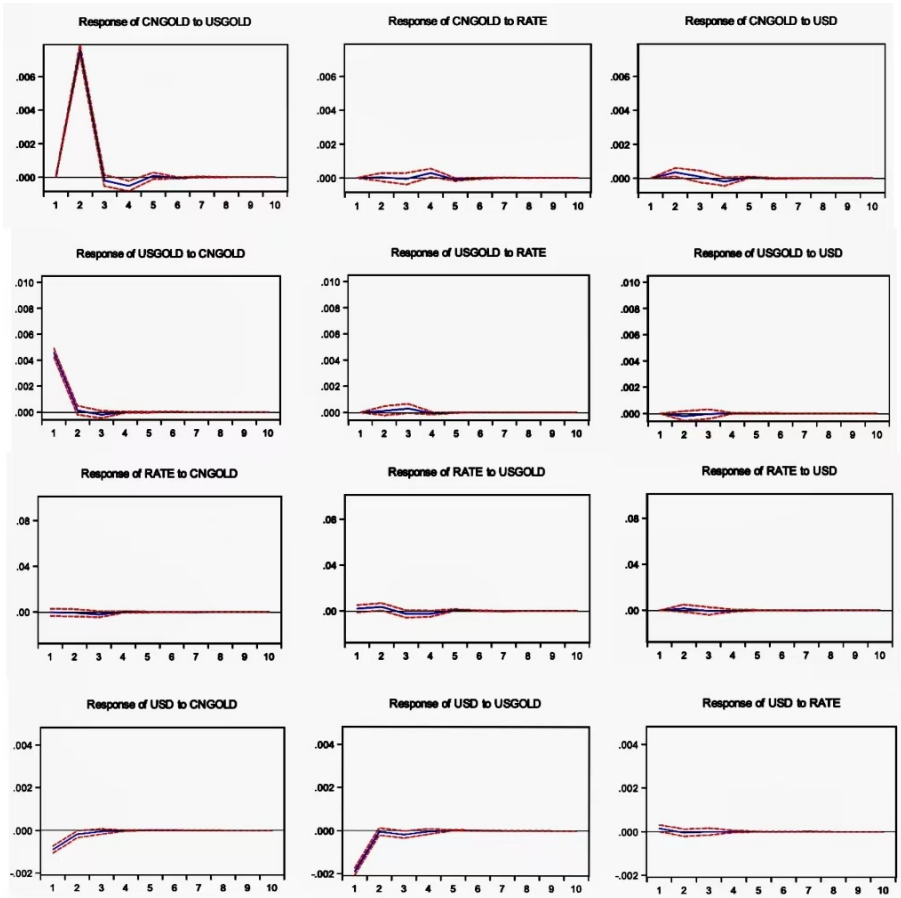 Response of CNGOLD to USGOLD
Response of CNGOLD to RATE
Response of CNGOLD to USD
.006
.004
.002
.000
1 2 3 4 5 6 7 8 9 10
.006
.004
.002
.000
1 2 3 4 5 6 7 8 9 10
.006
.004
.002
.000
1 2 3 4 5 6 7 8 9 10
Response of USGOLD to CNGOLD
Response of USGOLD to RATE
Response of USGOLD to USD
.010
.008
.006
.004
.002
.000
1 2 3 4 5 6 7 8 9 10
.010
.008
.006
.004
.002
.000
1 2 3 4 5 6 7 8 9 10
.010
.008
.006
.004
.002
.000
1 2 3 4 5 6 7 8 9 10
Response of RATE to CNGOLD
Response of RATE to USGOLD
Response of RATE to USD
.08
.04
.00
1 2 3 4 5 6 7 8 9 10
.08
.04
.00
1 2 3 4 5 6 7 8 9 10
.08
.04
.00
1 2 3 4 5 6 7 8 9 10
Response of USD to CNGOLD
Response of USD to USGOLD
Response of USD to RATE
.004
.002
.000
-.002
1 2 3 4 5 6 7 8 9 10
.004
.002
.000
-.002
1 2 3 4 5 6 7 8 9 10
.004
.002
.000
-.002
1 2 3 4 5 6 7 8 9 10